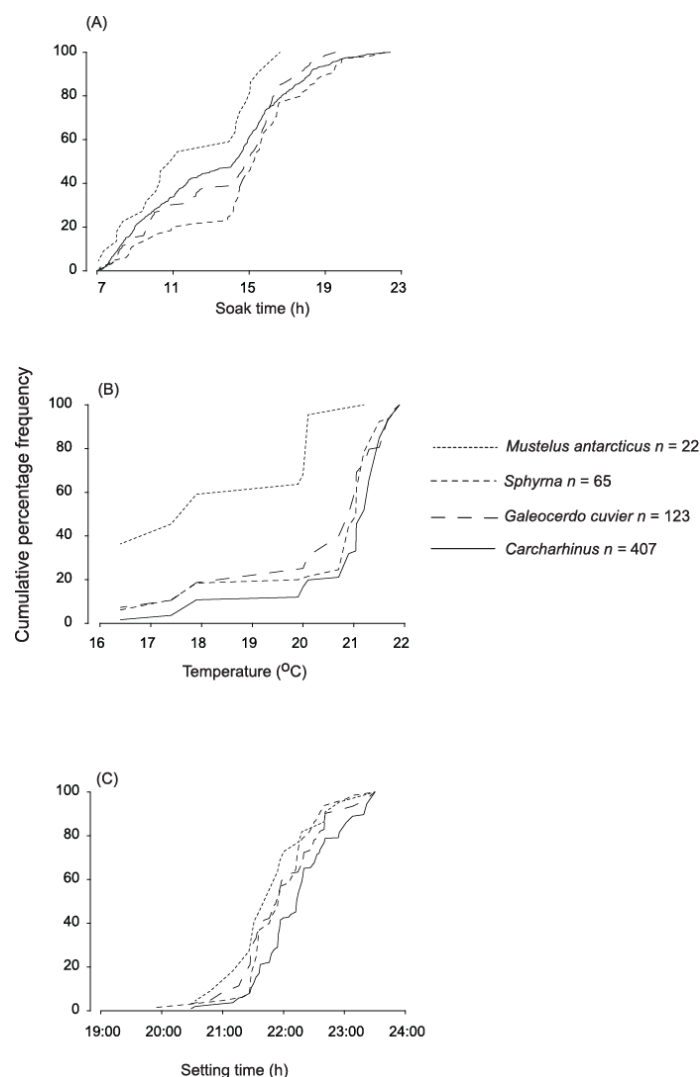 (A)
100
80
60
40
20
0
7 11 15 19 23
Soak time (h)
Cumulative percentage frequency
(B)
100
80
60
40
20
0
16 17 18 19 20 21 22
Temperature (OC)
Mustelus antarcticus n = 22
Sphyrna n = 65
Galeocerdo cuvier n = 123
Carcharhinus n = 407
(C)
100
80
60
40
20
0
19:00 20:00 21:00 22:00 23:00 24:00
Setting time (h)